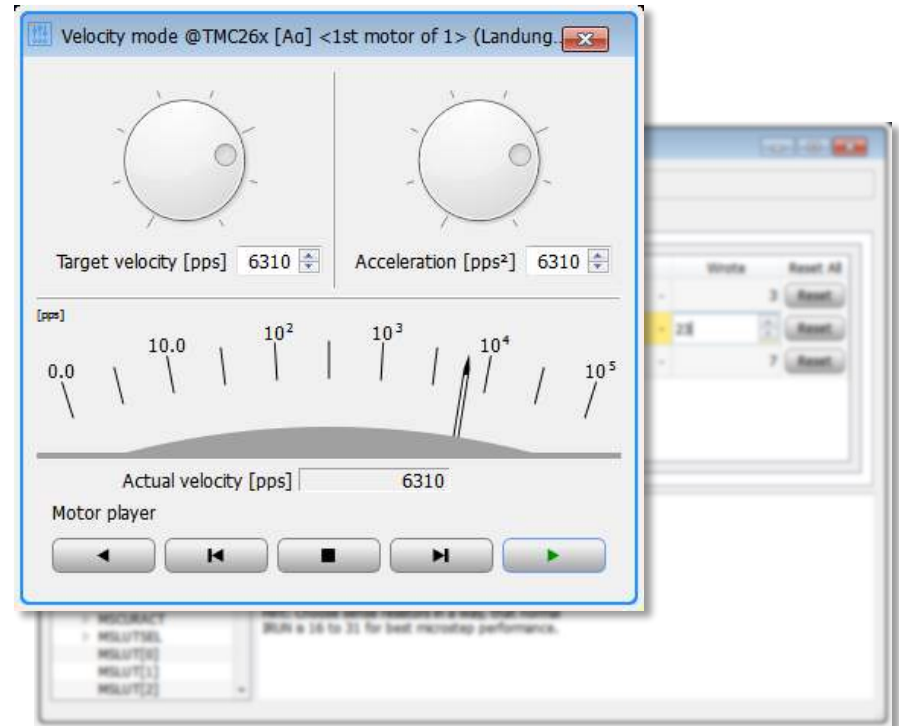 Velocity mode @TMC26x [Aα] <1st motor of 1> (Landung...
Target velocity [pps] 6310
Acceleration [pps²] 6310
[pps]
0.0 10.0 10² 10³ 10⁴ 10⁵
Actual velocity [pps] 6310
Motor player
Wrote Reset All
3 Reset
23 Reset
7 Reset
MSCURACT
MSLUTSEL
MSLUT[0]
MSLUT[1]
MSLUT[2]
IRUN is 16 to 31 for best microstep performance.